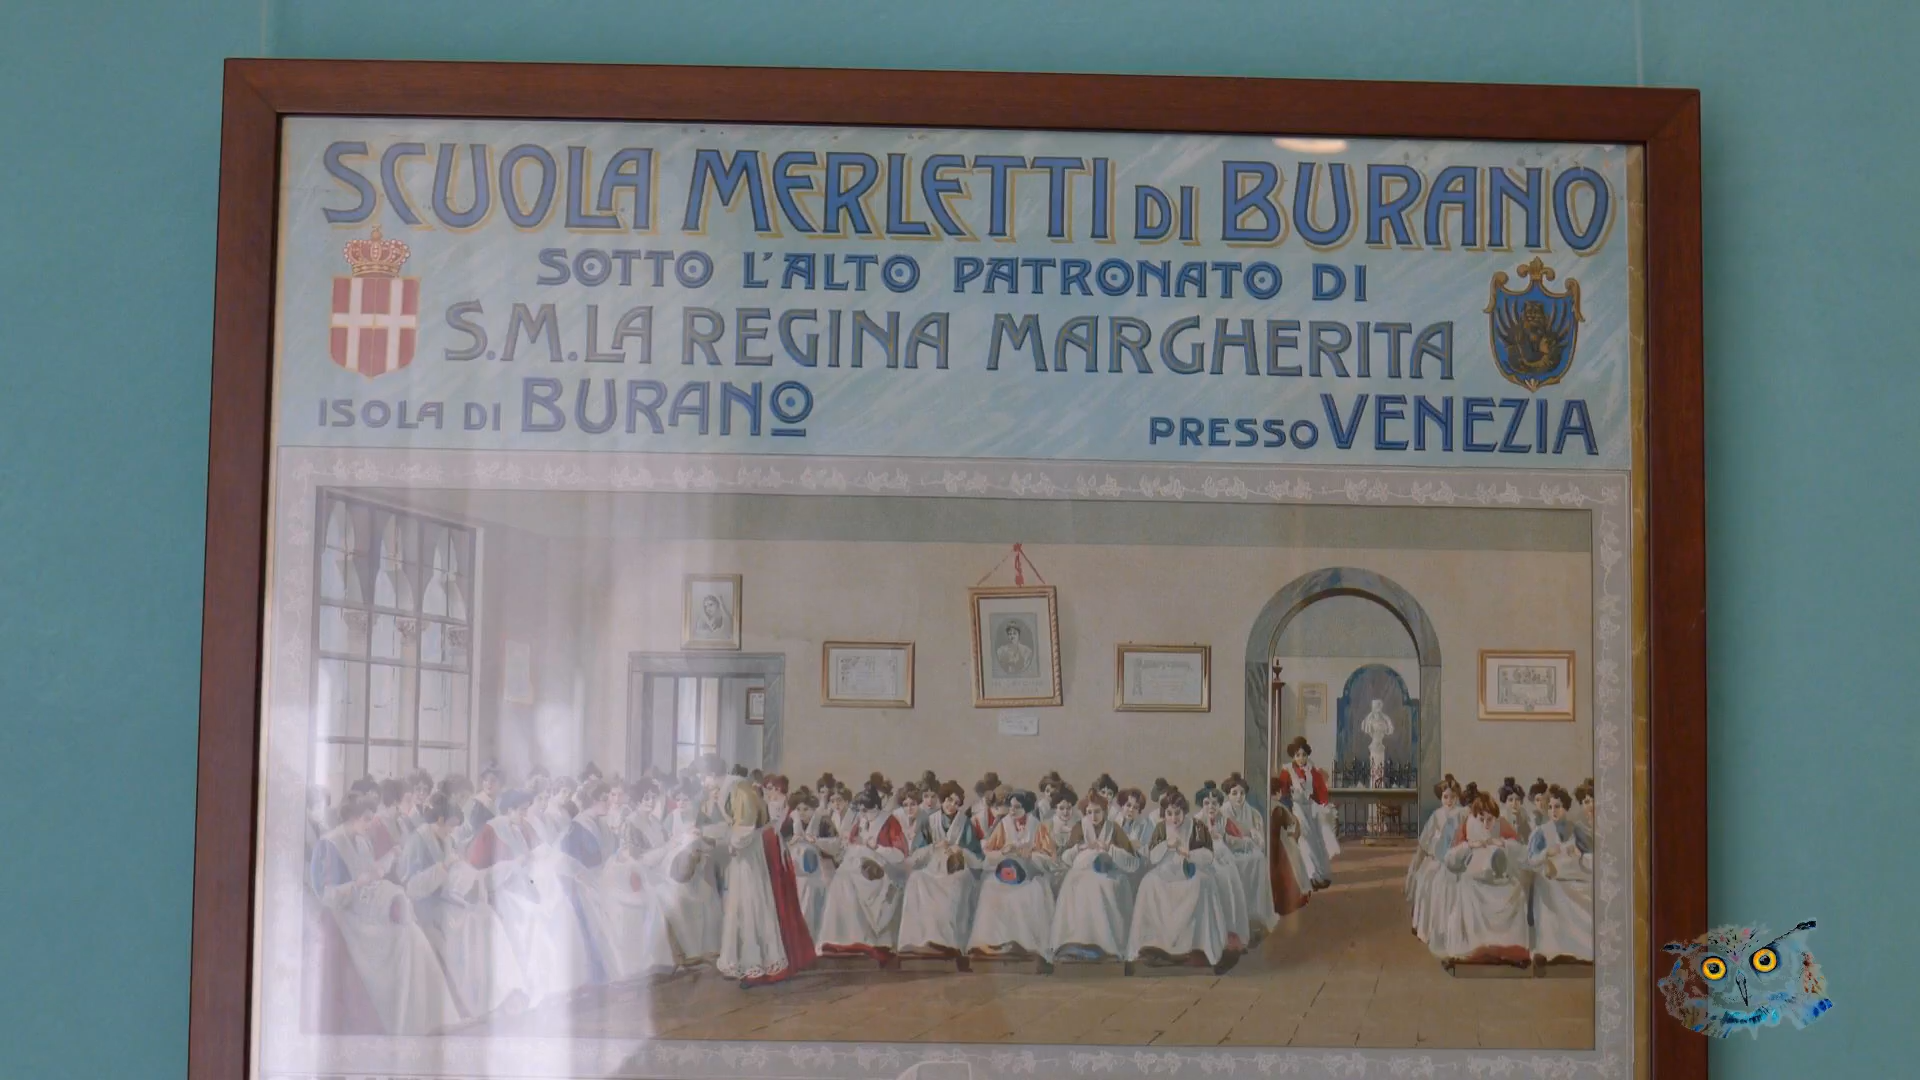 SCUOLA MERLETTI DI BURANO
SOTTO L'ALTO PATRONATO DI
S.M. LA REGINA MARGHERITA
ISOLA DI BURANO
PRESSO VENEZIA